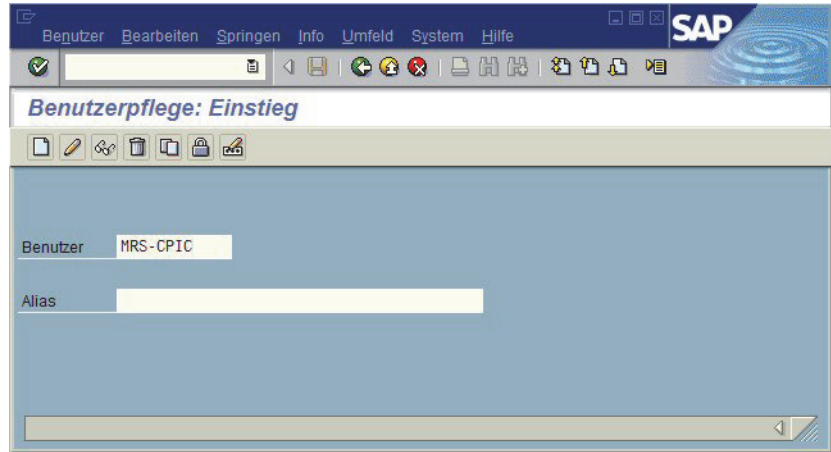 Benutzer Bearbeiten Springen Info Umfeld System Hilfe
SAP
Benutzerpflege: Einstieg
Benutzer MRS-CPIC
Alias